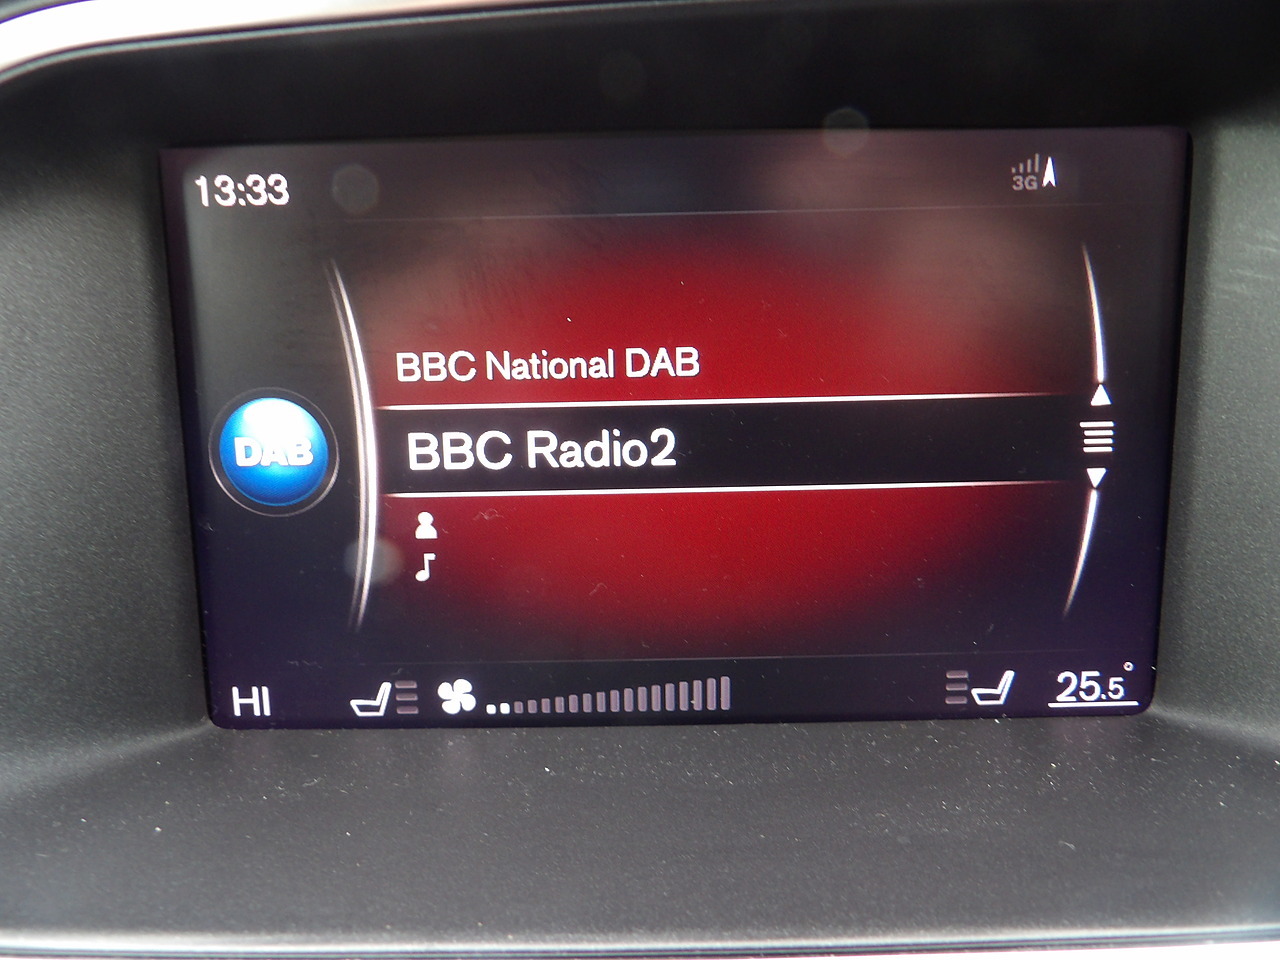 13:33
3G
BBC National DAB
DAB
BBC Radio2
HI
25.5°